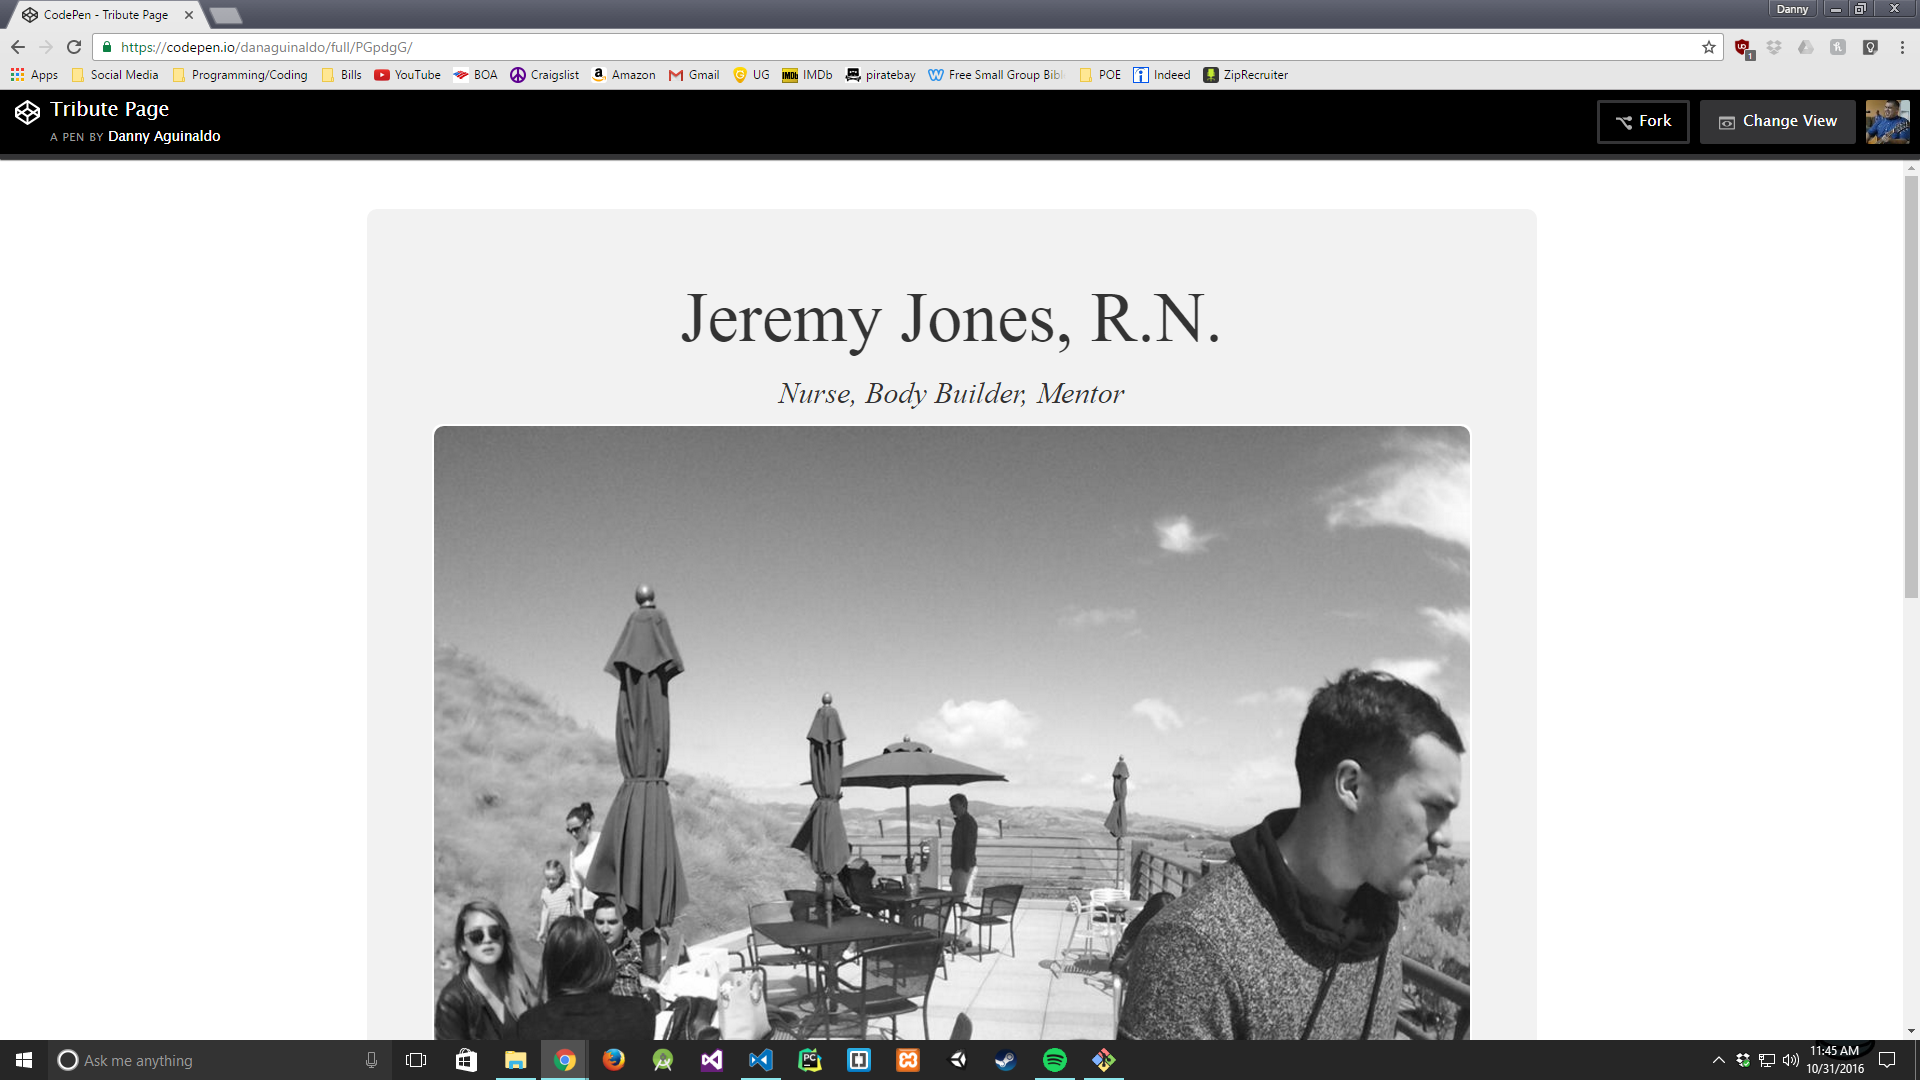 CodePen - Tribute Page
Danny
https://codepen.io/danaguinaldo/full/PGpdgG/
1
Apps Social Media Programming/Coding Bills YouTube BOA Craigslist Amazon Gmail UG IMDb piratebay Free Small Group Bibl POE Indeed ZipRecruiter
Tribute Page
A PEN BY Danny Aguinaldo
Fork
Change View
Jeremy Jones, R.N.
Nurse, Body Builder, Mentor
Ask me anything
11:45 AM
10/31/2016